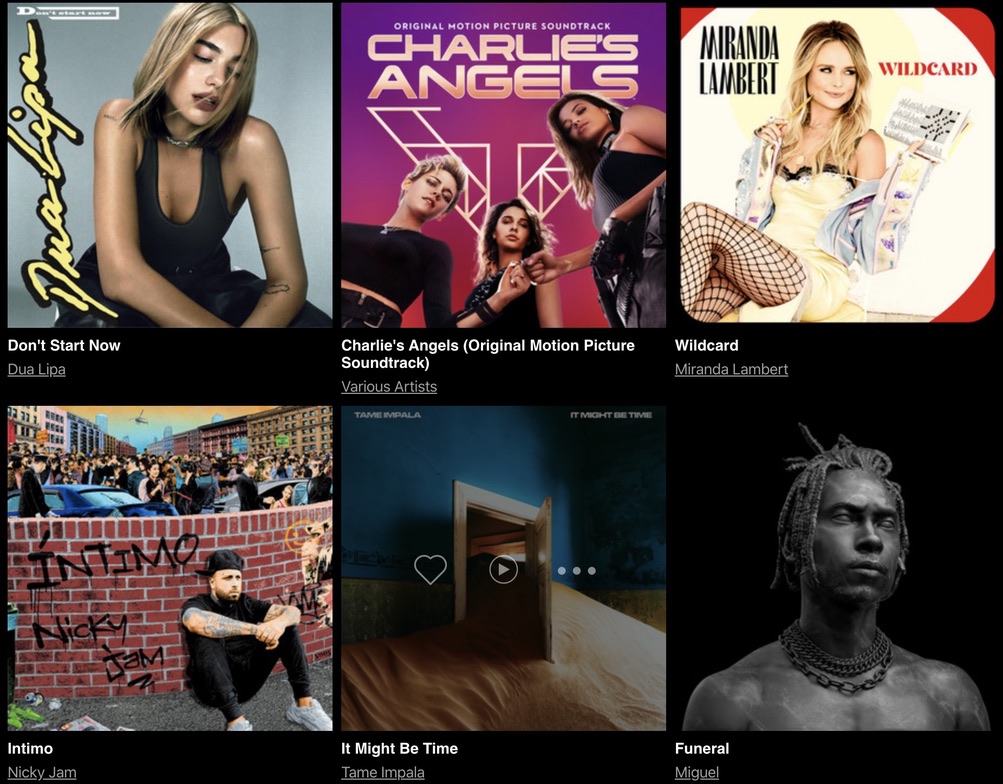 Don't start now
Dua Lipa
ORIGINAL MOTION PICTURE SOUNDTRACK
CHARLIE'S
ANGELS
MIRANDA
LAMBERT
WILDCARD
Don't Start Now
Dua Lipa
Charlie's Angels (Original Motion Picture
Soundtrack)
Various Artists
Wildcard
Miranda Lambert
ÍNTIMO
NICKY
JAM
TAME IMPALA
IT MIGHT BE TIME
Intimo
Nicky Jam
It Might Be Time
Tame Impala
Funeral
Miguel